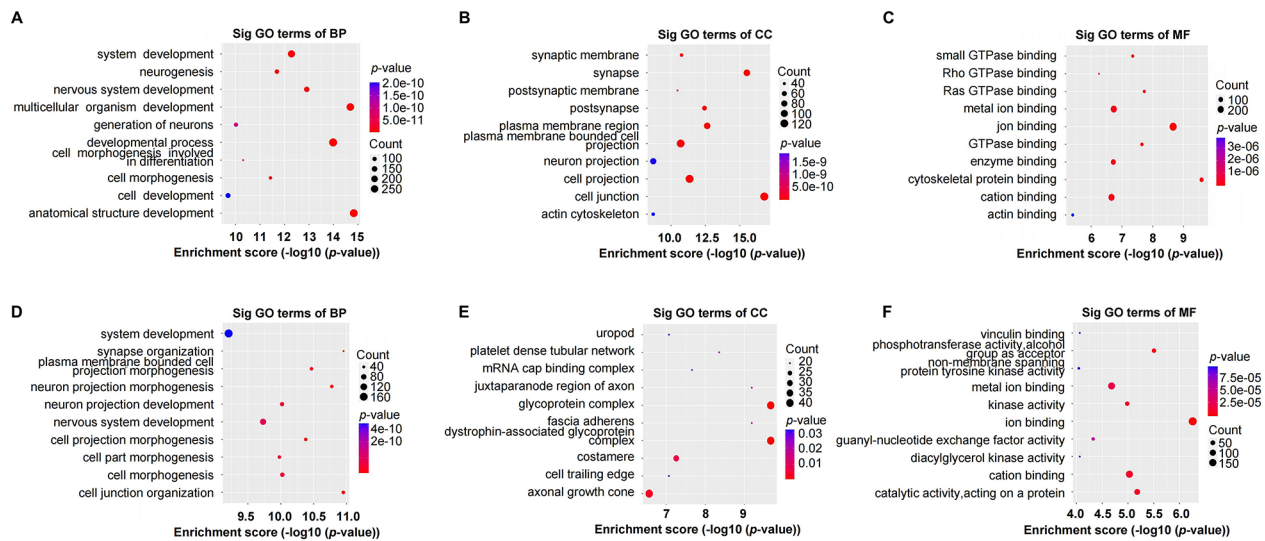 A
Sig GO terms of BP
system development
neurogenesis
nervous system development
multicellular organism development
generation of neurons
developmental process
cell morphogenesis involved
in differentiation
cell morphogenesis
cell development
anatomical structure development
10 11 12 13 14 15
Enrichment score (-log10 (p-value))
p-value
2.0e-10
1.5e-10
1.0e-10
5.0e-11
Count
100
150
200
250
B
Sig GO terms of CC
synaptic membrane
synapse
postsynaptic membrane
postsynapse
plasma membrane region
plasma membrane bounded cell
projection
neuron projection
cell projection
cell junction
actin cytoskeleton
10.0 12.5 15.0
Enrichment score (-log10 (p-value))
Count
40
60
80
100
120
p-value
1.5e-9
1.0e-9
5.0e-10
C
Sig GO terms of MF
small GTPase binding
Rho GTPase binding
Ras GTPase binding
metal ion binding
jon binding
GTPase binding
enzyme binding
cytoskeletal protein binding
cation binding
actin binding
6 7 8 9
Enrichment score (-log10 (p-value))
Count
100
200
p-value
3e-06
2e-06
1e-06
D
Sig GO terms of BP
system development
synapse organization
plasma membrane bounded cell
projection morphogenesis
neuron projection morphogenesis
neuron projection development
nervous system development
cell projection morphogenesis
cell part morphogenesis
cell morphogenesis
cell junction organization
9.5 10.0 10.5 11.0
Enrichment score (-log10 (p-value))
Count
40
80
120
160
p-value
4e-10
2e-10
E
Sig GO terms of CC
uropod
platelet dense tubular network
mRNA cap binding complex
juxtaparanode region of axon
glycoprotein complex
fascia adherens
dystrophin-associated glycoprotein
complex
costamere
cell trailing edge
axonal growth cone
7 8 9
Enrichment score (-log10 (p-value))
Count
20
25
30
35
40
p-value
0.03
0.02
0.01
F
Sig GO terms of MF
vinculin binding
phosphotransferase activity,alcohol
group as acceptor
non-membrane spanning
protein tyrosine kinase activity
metal ion binding
kinase activity
ion binding
guanyl-nucleotide exchange factor activity
diacylglycerol kinase activity
cation binding
catalytic activity,acting on a protein
4.0 4.5 5.0 5.5 6.0
Enrichment score (-log10 (p-value))
p-value
7.5e-05
5.0e-05
2.5e-05
Count
50
100
150